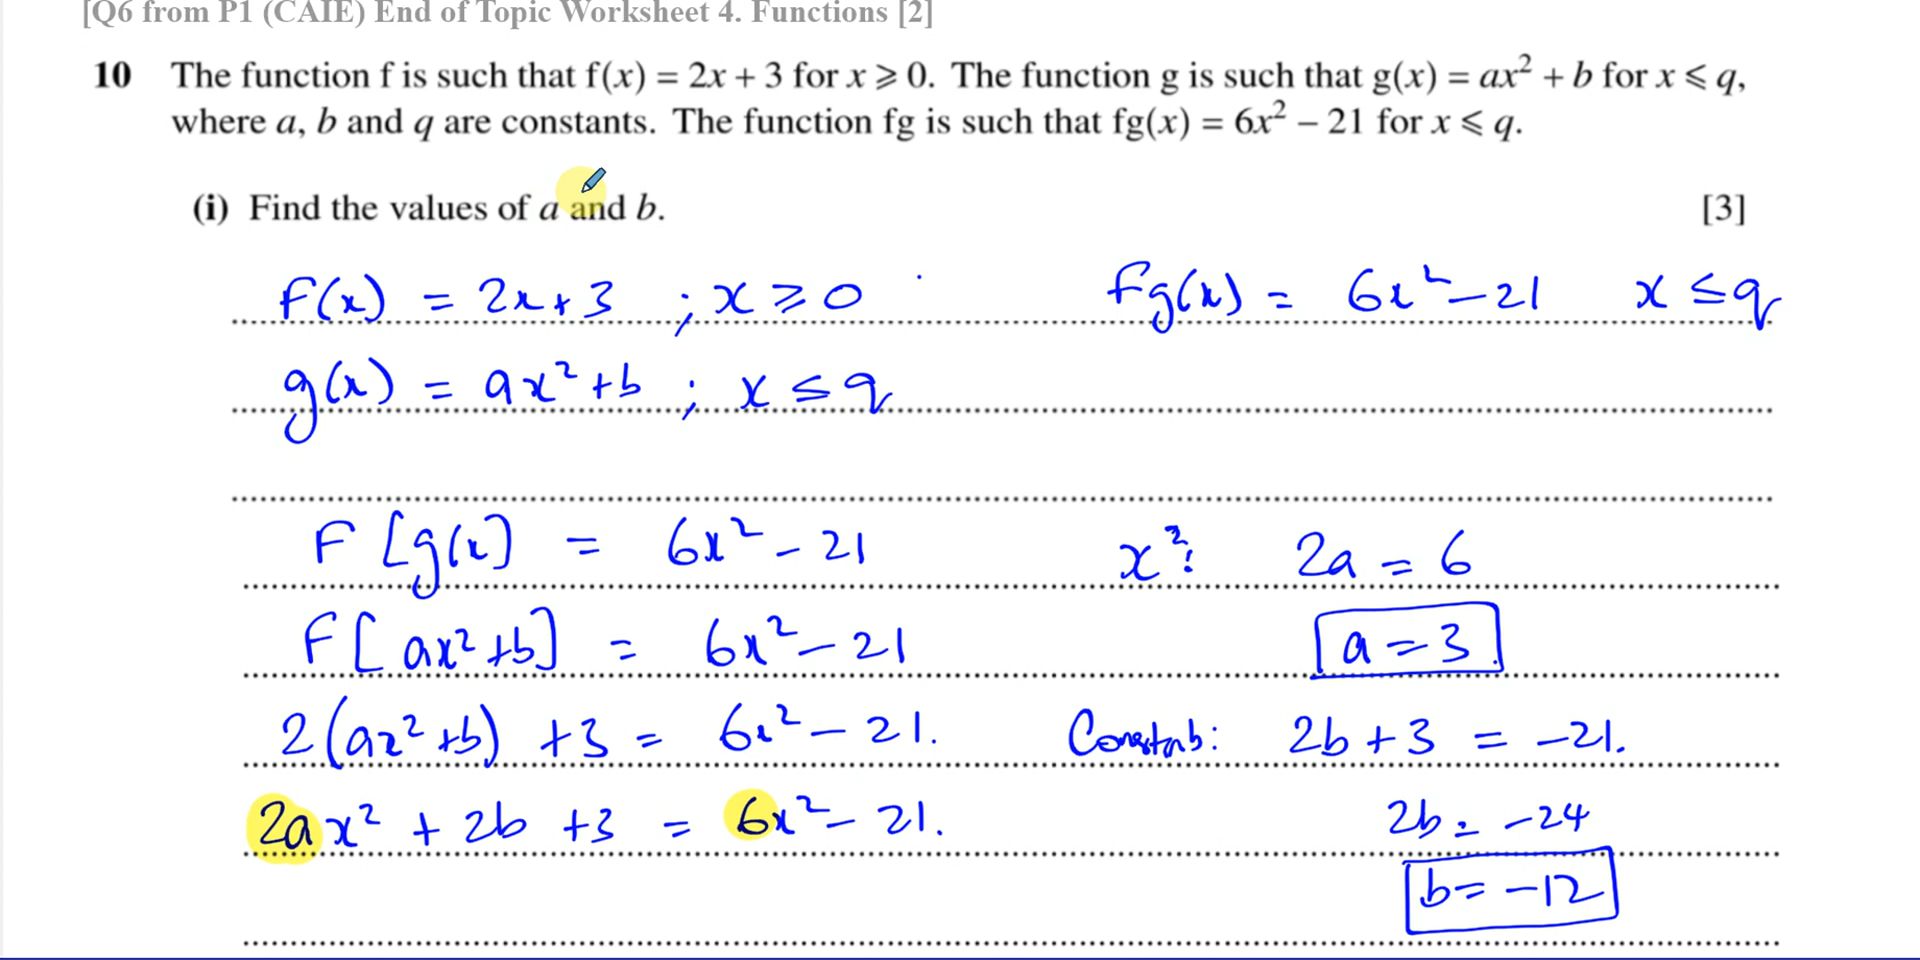 [Q6 from P1 (CAIE) End of Topic Worksheet 4. Functions [2]
10 The function f is such that f(x) = 2x + 3 for x ⩾ 0. The function g is such that g(x) = ax² + b for x ⩽ q,
where a, b and q are constants. The function fg is such that fg(x) = 6x² − 21 for x ⩽ q.
(i) Find the values of a and b. [3]
f(x) = 2x + 3 ; x ⩾ 0
fg(x) = 6x² − 21 x ≤ q
g(x) = ax² + b ; x ≤ q
F[g(x)] = 6x² − 21
F[ax² + b] = 6x² − 21
2(ax² + b) + 3 = 6x² − 21.
2ax² + 2b + 3 = 6x² − 21.
x²: 2a = 6
a = 3
2b + 3 = −21.
2b = −24
b = −12